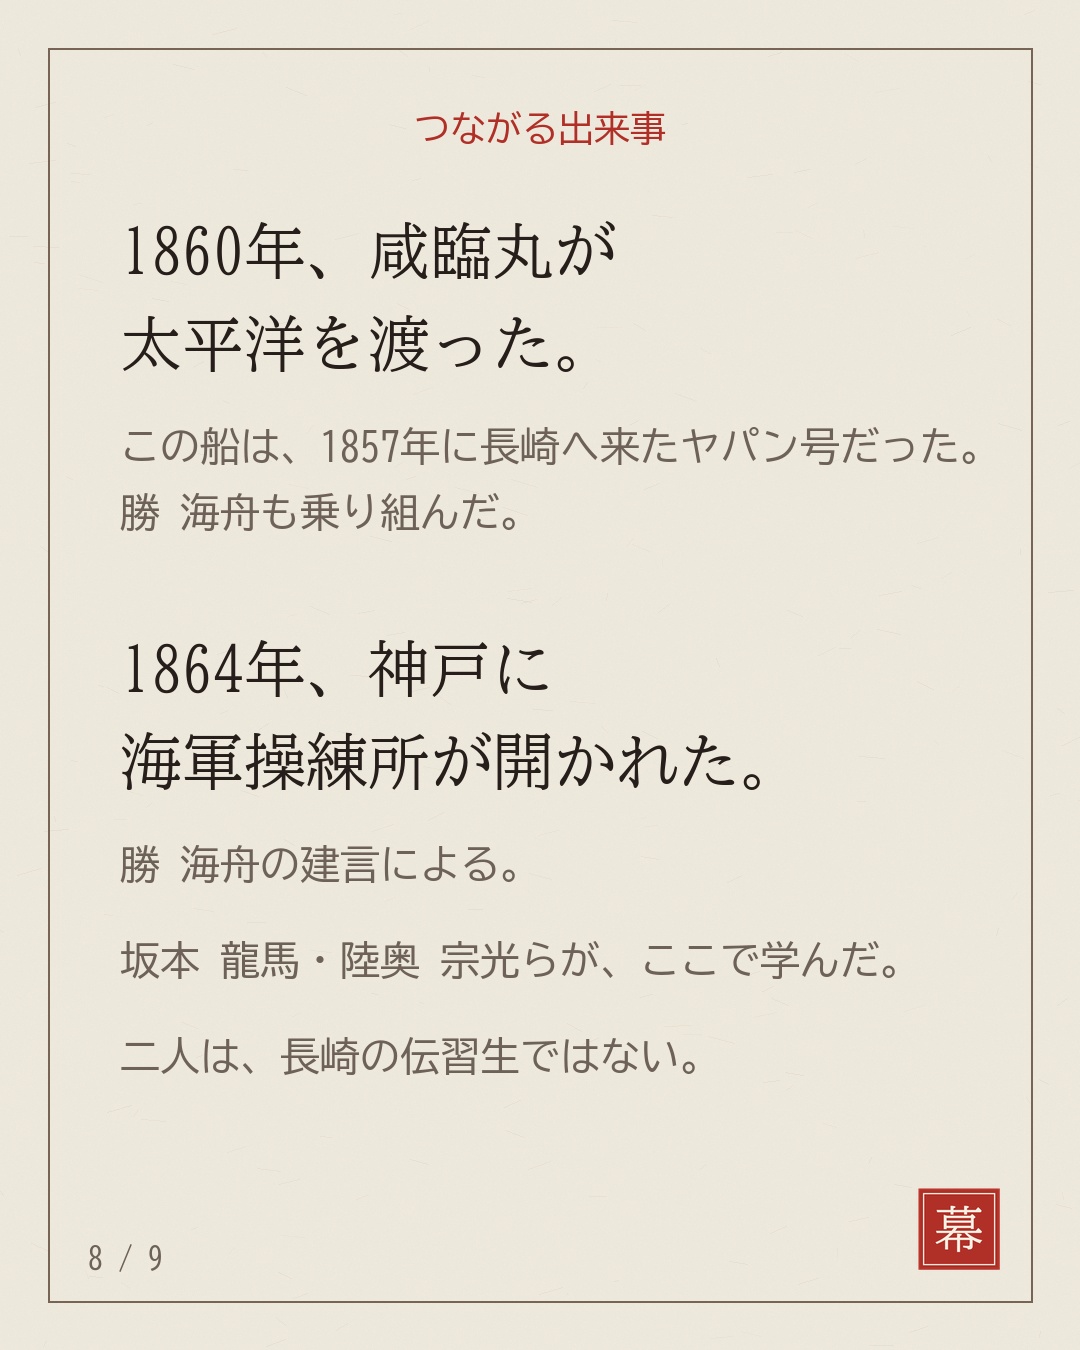 つながる出来事
1860年、咸臨丸が
太平洋を渡った。
この船は、1857年に長崎へ来たヤパン号だった。
勝 海舟も乗り組んだ。
1864年、神戸に
海軍操練所が開かれた。
勝 海舟の建言による。
坂本 龍馬・陸奥 宗光らが、ここで学んだ。
二人は、長崎の伝習生ではない。
幕
8 / 9